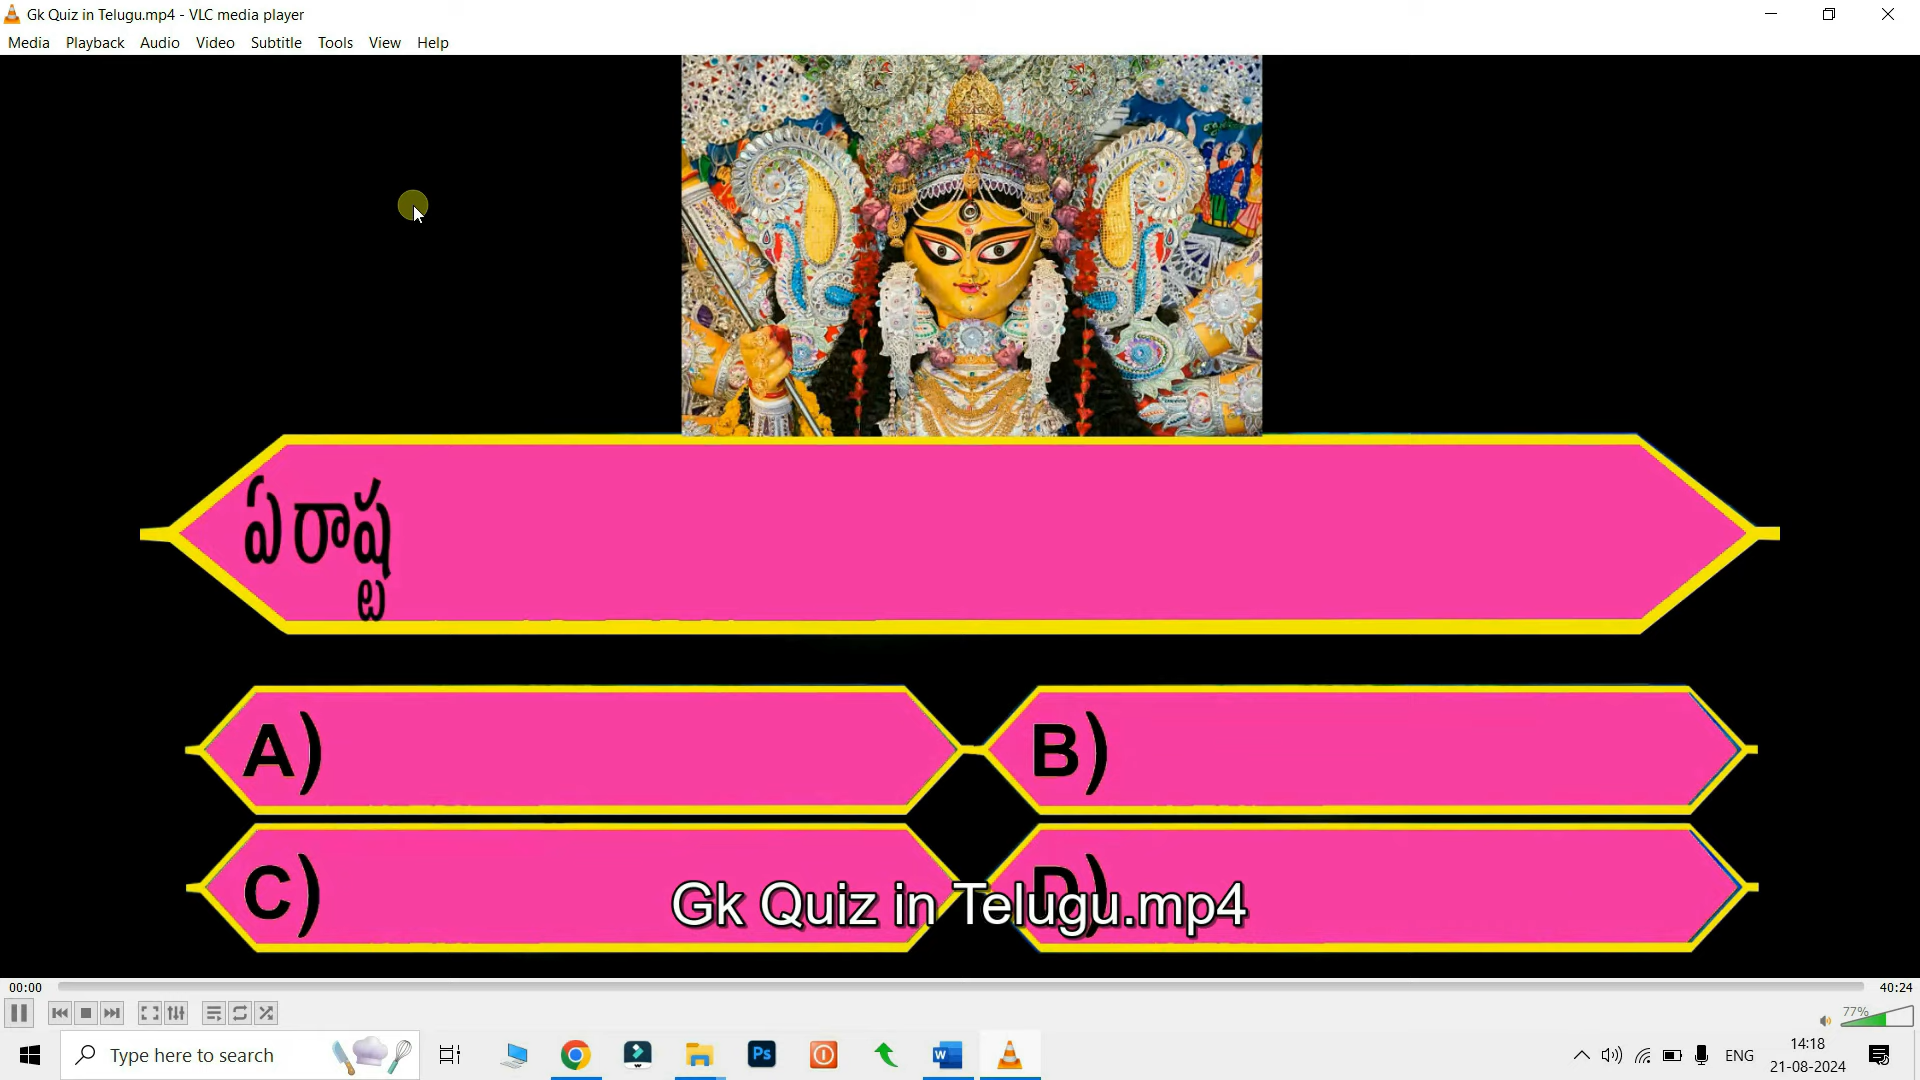 Gk Quiz in Telugu.mp4 - VLC media player
Media Playback Audio Video Subtitle Tools View Help
ఏ రాష్ట
A)
B)
C)
D)
Gk Quiz in Telugu.mp4
00:00
40:24
77%
Type here to search
Ps
W
ENG
14:18
21-08-2024